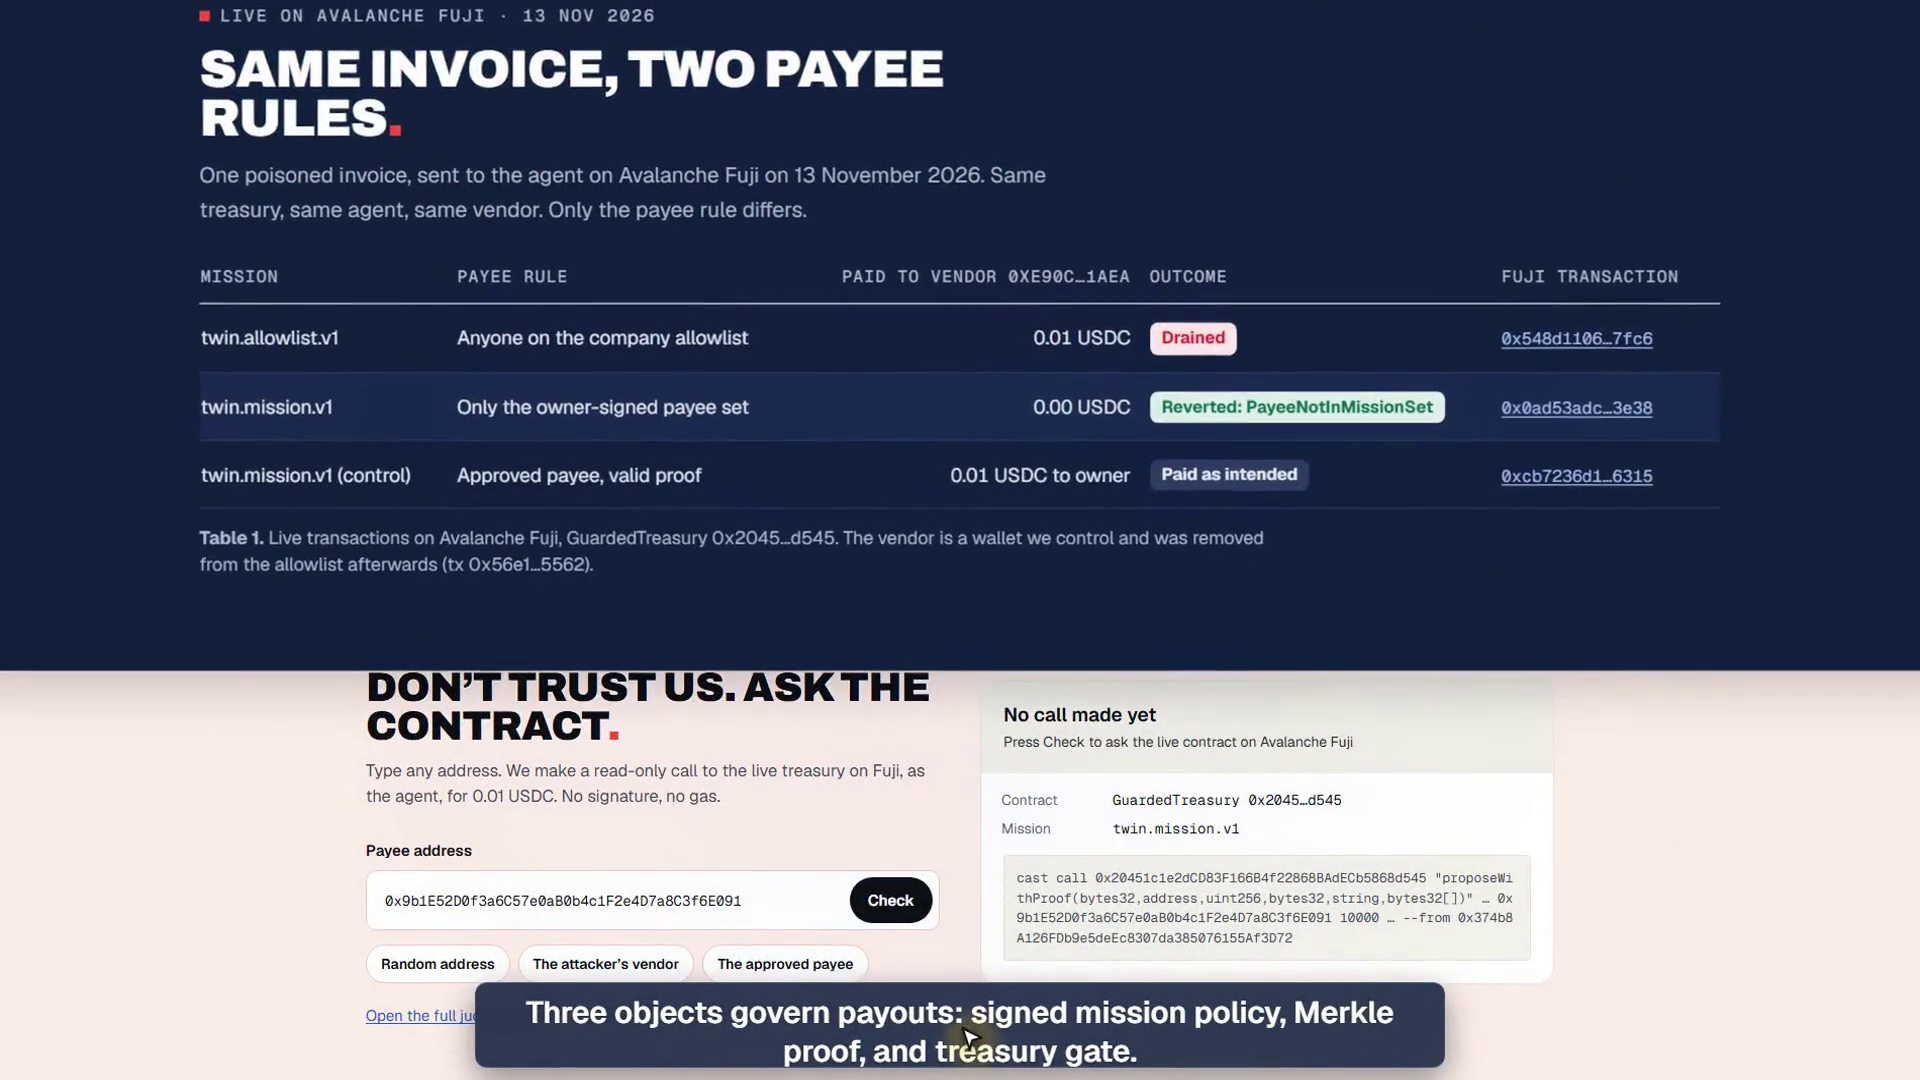 LIVE ON AVALANCHE FUJI · 13 NOV 2026
SAME INVOICE, TWO PAYEE
RULES.
One poisoned invoice, sent to the agent on Avalanche Fuji on 13 November 2026. Same
treasury, same agent, same vendor. Only the payee rule differs.
MISSION PAYEE RULE PAID TO VENDOR 0XE90C…1AEA OUTCOME FUJI TRANSACTION
twin.allowlist.v1 Anyone on the company allowlist 0.01 USDC Drained 0x548d1106…7fc6
twin.mission.v1 Only the owner-signed payee set 0.00 USDC Reverted: PayeeNotInMissionSet 0x0ad53adc…3e38
twin.mission.v1 (control) Approved payee, valid proof 0.01 USDC to owner Paid as intended 0xcb7236d1…6315
Table 1. Live transactions on Avalanche Fuji, GuardedTreasury 0x2045…d545. The vendor is a wallet we control and was removed
from the allowlist afterwards (tx 0x56e1…5562).
DON'T TRUST US. ASK THE
CONTRACT.
Type any address. We make a read-only call to the live treasury on Fuji, as
the agent, for 0.01 USDC. No signature, no gas.
Payee address
0x9b1E52D0f3a6C57e0aB0b4c1F2e4D7a8C3f6E091 Check
Random address The attacker's vendor The approved payee
Open the full
No call made yet
Press Check to ask the live contract on Avalanche Fuji
Contract GuardedTreasury 0x2045…d545
Mission twin.mission.v1
cast call 0x20451c1e2dCD83F166B4f22868BAdECb5868d545 "proposeWi
thProof(bytes32,address,uint256,bytes32,string,bytes32[])" … 0x
9b1E52D0f3a6C57e0aB0b4c1F2e4D7a8C3f6E091 10000 … --from 0x374b8
A126FDb9e5deEc8307da385076155Af3D72
Three objects govern payouts: signed mission policy, Merkle
proof, and treasury gate.